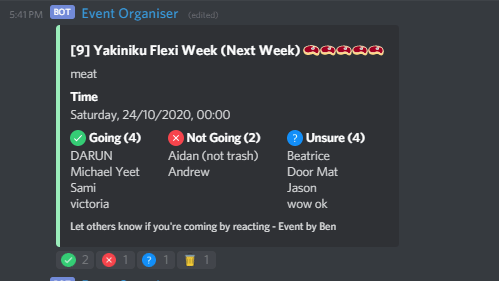 5:41 PM BOT Event Organiser (edited)
[9] Yakiniku Flexi Week (Next Week) 🥩🥩🥩🥩🥩
meat
Time
Saturday, 24/10/2020, 00:00
Going (4) Not Going (2) Unsure (4)
DARUN Aidan (not trash) Beatrice
Michael Yeet Andrew Door Mat
Sami Jason
victoria wow ok
Let others know if you're coming by reacting - Event by Ben
2 1 1 1